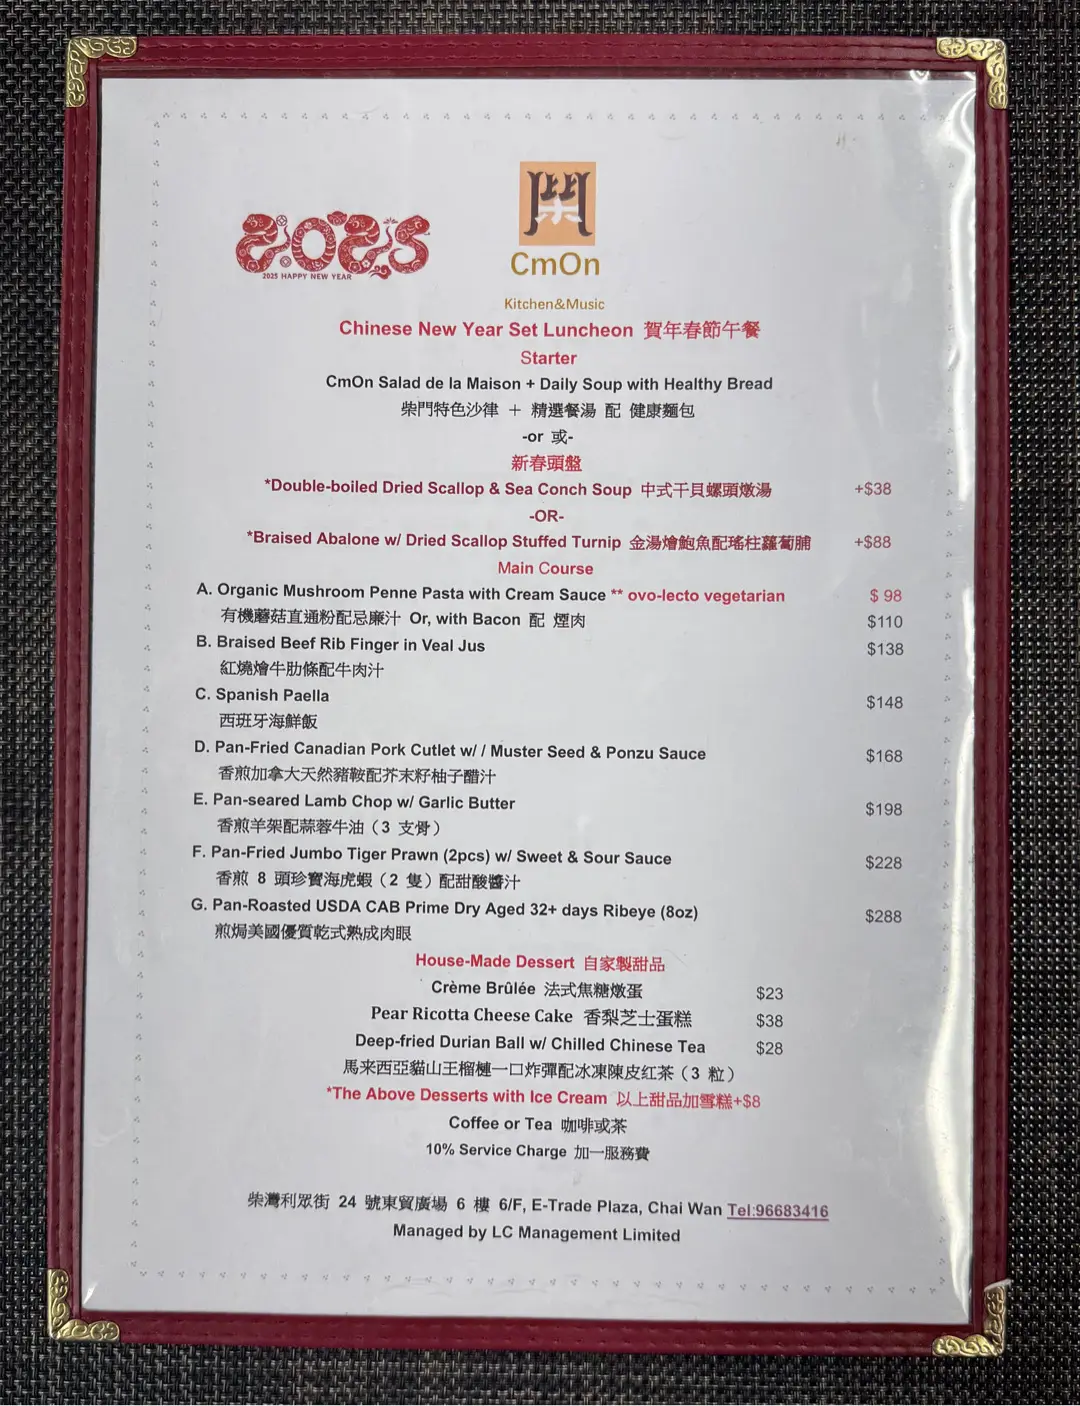 2025
2025 HAPPY NEW YEAR
CmOn
Kitchen&Music
Chinese New Year Set Luncheon 賀年春節午餐
Starter
CmOn Salad de la Maison + Daily Soup with Healthy Bread
柴門特色沙律 ＋ 精選餐湯 配 健康麵包
-or 或-
新春頭盤
*Double-boiled Dried Scallop & Sea Conch Soup 中式干貝螺頭燉湯 +$38
-OR-
*Braised Abalone w/ Dried Scallop Stuffed Turnip 金湯燴鮑魚配瑤柱蘿蔔脯 +$88
Main Course
A. Organic Mushroom Penne Pasta with Cream Sauce ** ovo-lecto vegetarian $ 98
有機蘑菇直通粉配忌廉汁 Or, with Bacon 配 煙肉 $110
B. Braised Beef Rib Finger in Veal Jus $138
紅燒燴牛肋條配牛肉汁
C. Spanish Paella $148
西班牙海鮮飯
D. Pan-Fried Canadian Pork Cutlet w/ / Muster Seed & Ponzu Sauce $168
香煎加拿大天然豬鞍配芥末籽柚子醋汁
E. Pan-seared Lamb Chop w/ Garlic Butter $198
香煎羊架配蒜蓉牛油（3 支骨）
F. Pan-Fried Jumbo Tiger Prawn (2pcs) w/ Sweet & Sour Sauce $228
香煎 8 頭珍寶海虎蝦（2 隻）配甜酸醬汁
G. Pan-Roasted USDA CAB Prime Dry Aged 32+ days Ribeye (8oz) $288
煎焗美國優質乾式熟成肉眼
House-Made Dessert 自家製甜品
Crème Brûlée 法式焦糖燉蛋 $23
Pear Ricotta Cheese Cake 香梨芝士蛋糕 $38
Deep-fried Durian Ball w/ Chilled Chinese Tea $28
馬来西亞貓山王榴槤一口炸彈配冰凍陳皮紅茶（3 粒）
*The Above Desserts with Ice Cream 以上甜品加雪糕+$8
Coffee or Tea 咖啡或茶
10% Service Charge 加一服務費
柴灣利眾街 24 號東貿廣場 6 樓 6/F, E-Trade Plaza, Chai Wan Tel:96683416
Managed by LC Management Limited